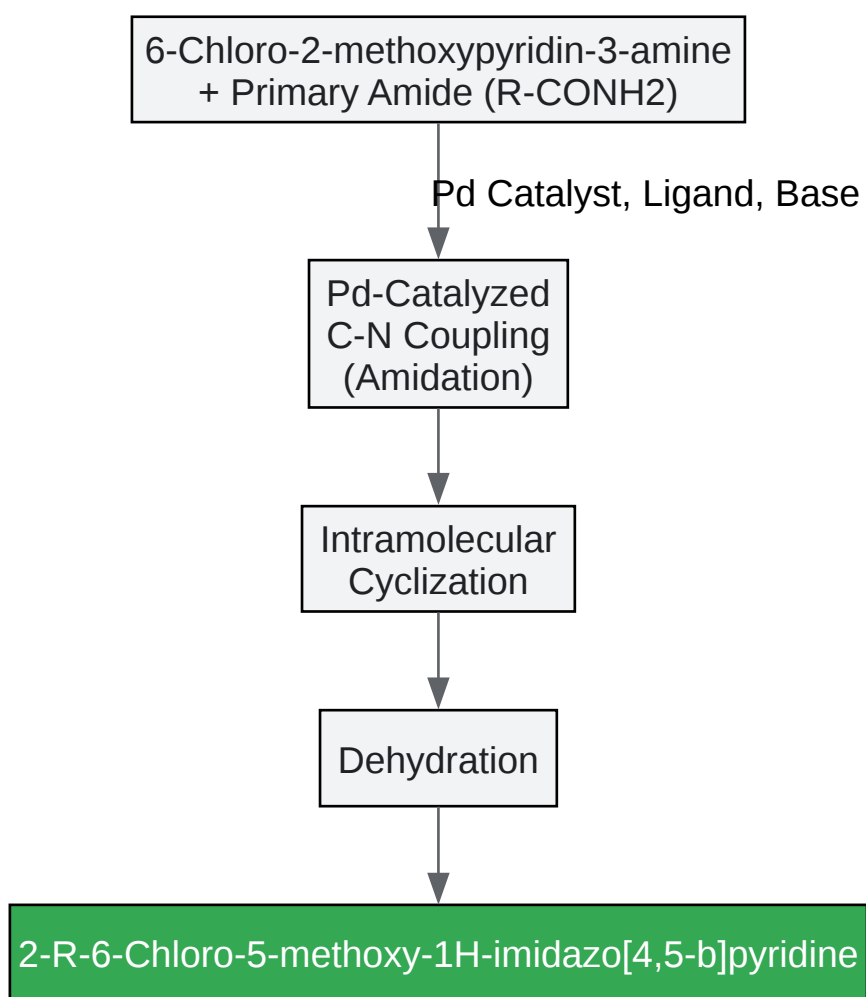 6-Chloro-2-methoxypyridin-3-amine
+ Primary Amide (R-CONH2)
Pd Catalyst, Ligand, Base
Pd-Catalyzed
C-N Coupling
(Amidation)
Intramolecular
Cyclization
Dehydration
2-R-6-Chloro-5-methoxy-1H-imidazo[4,5-b]pyridine